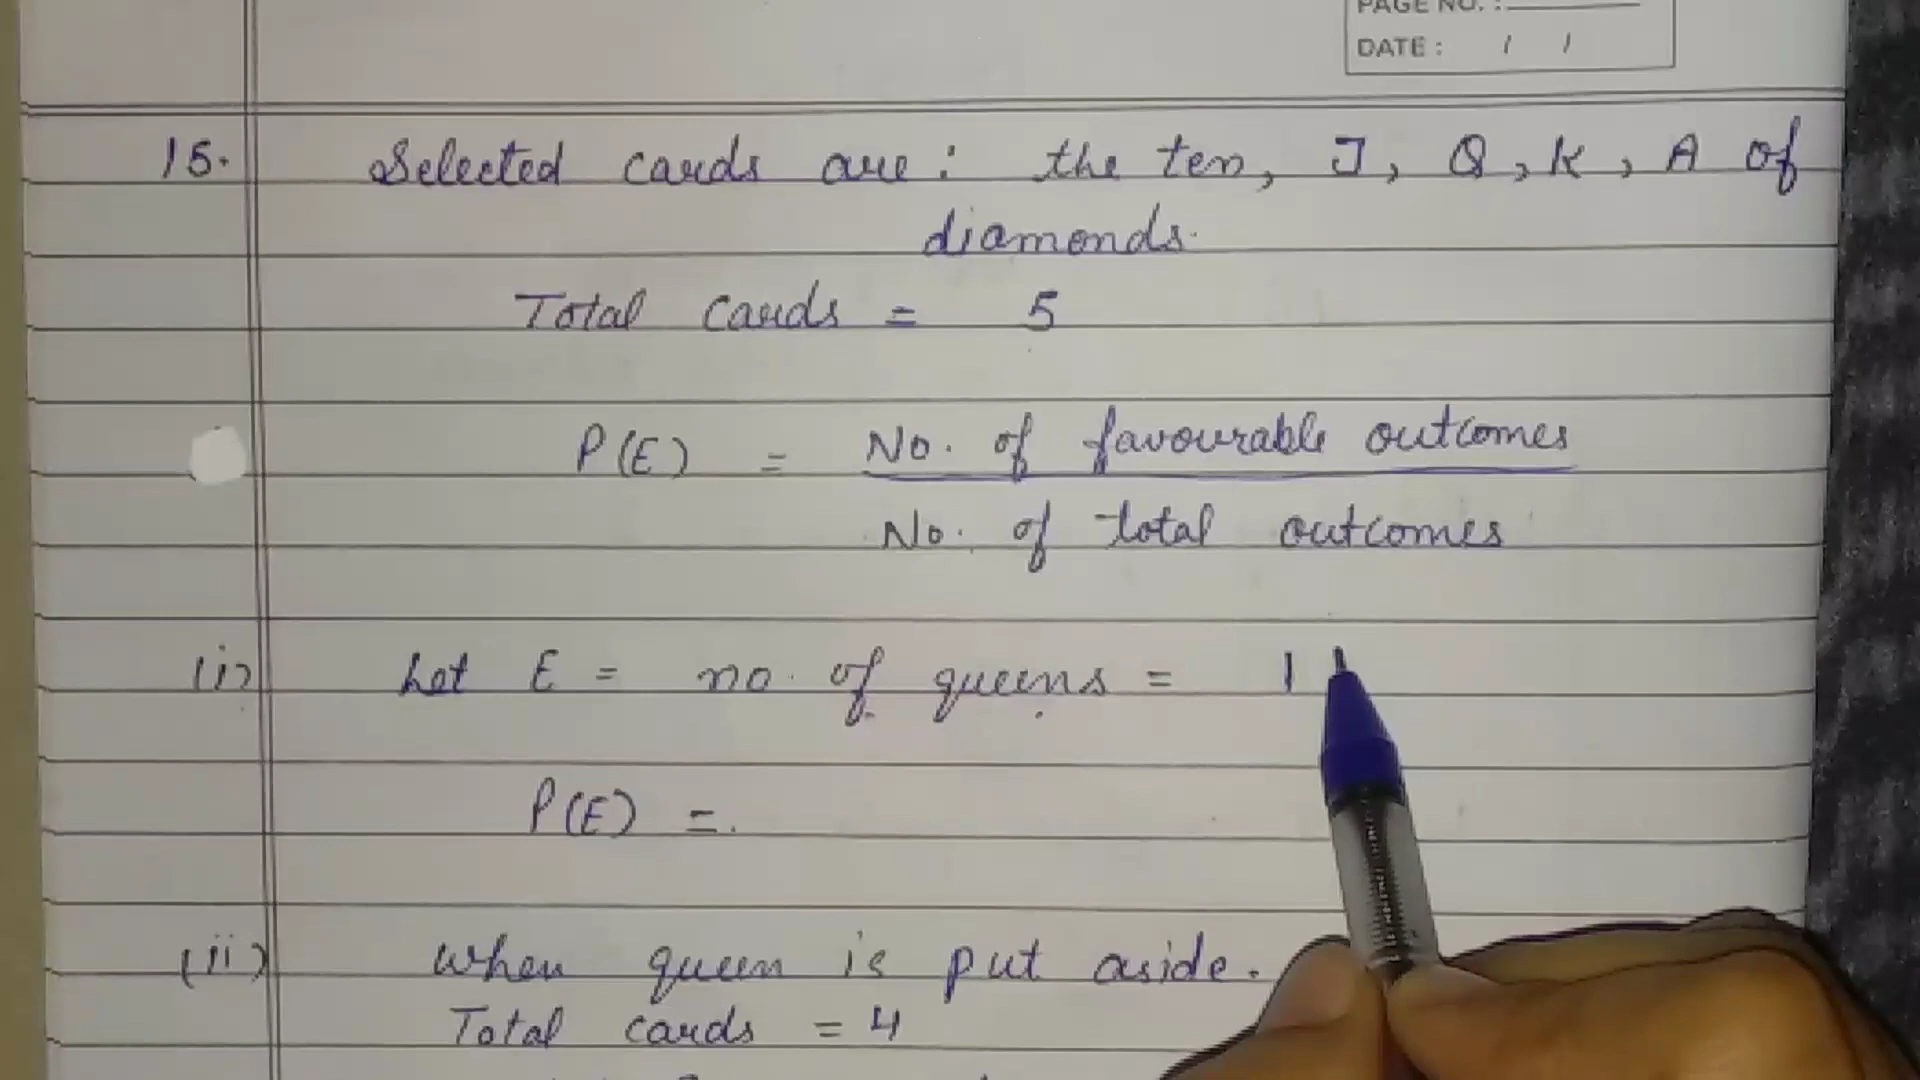 PAGE NO. :
DATE : / /
15. Selected cards are : the ten, J, Q, K, A of
diamonds.
Total cards = 5
P(E) = No. of favourable outcomes
No. of total outcomes
(i) Let E = no. of queens = 1
P(E) =
(ii) When queen is put aside.
Total cards = 4